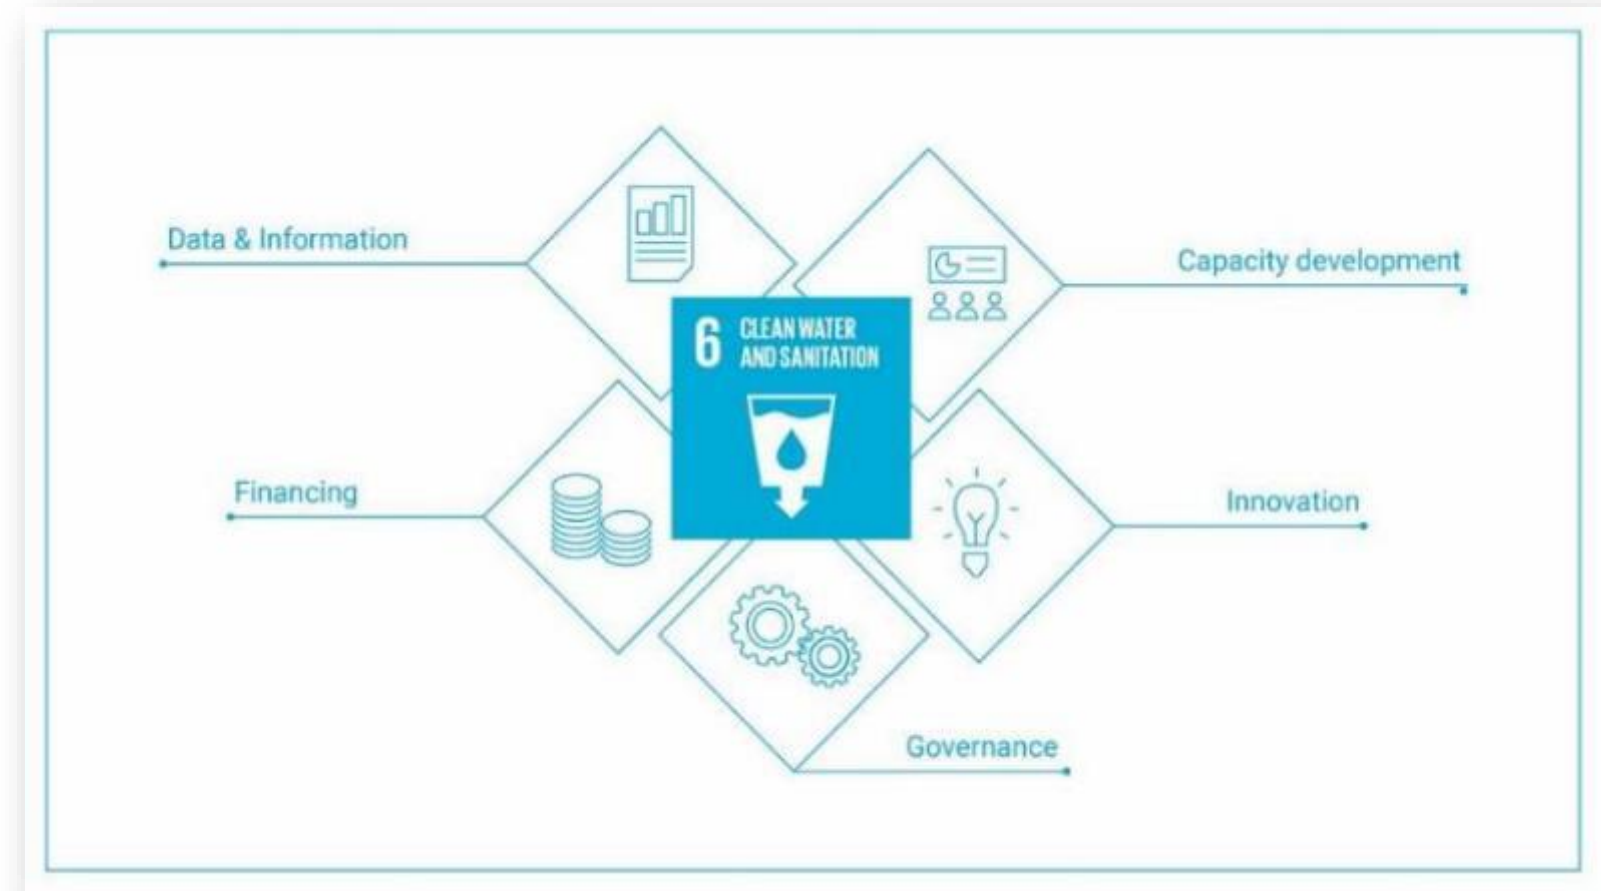 Data & Information
Capacity development
6 CLEAN WATER
AND SANITATION
Financing
Innovation
Governance